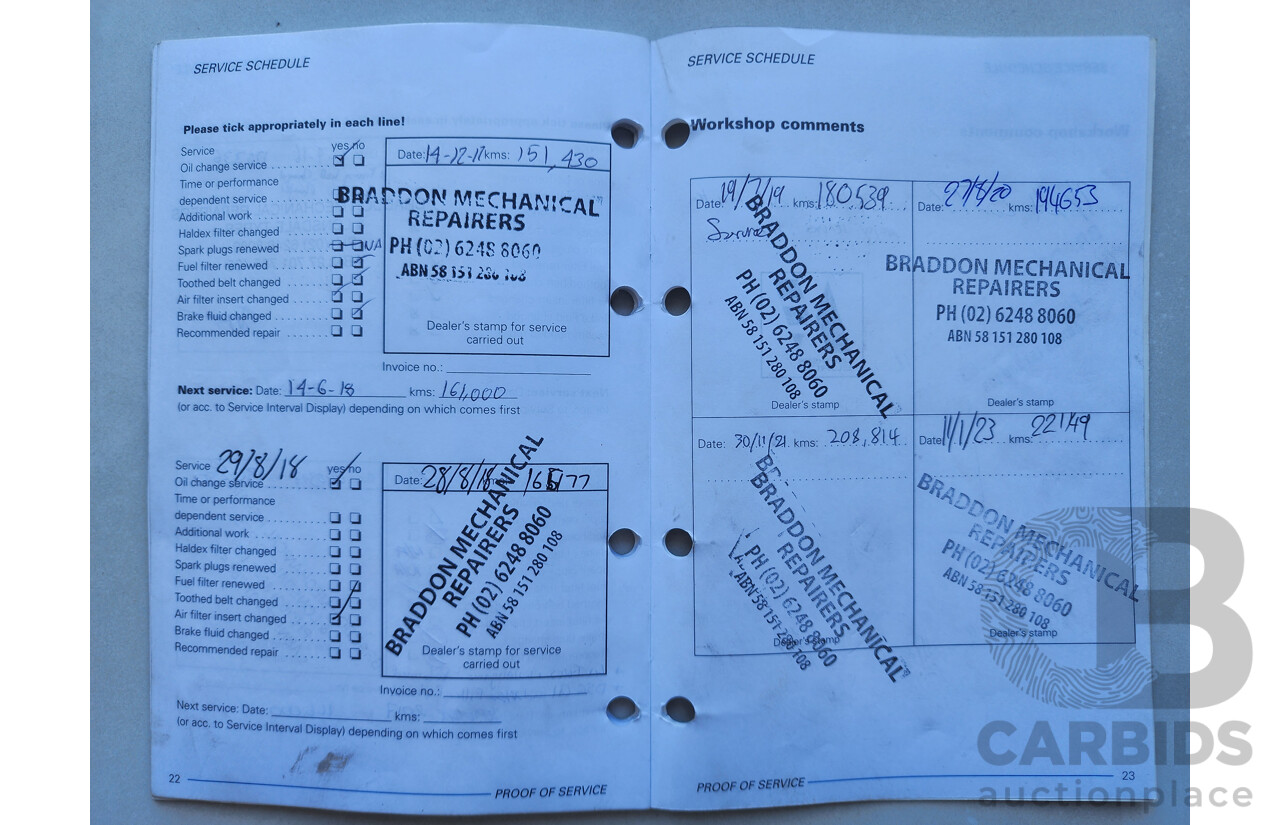 SERVICE SCHEDULE
Please tick appropriately in each line!
Service yes/no
Oil change service
Time or performance
dependent service
Additional work
Haldex filter changed
Spark plugs renewed NA
Fuel filter renewed
Toothed belt changed
Air filter insert changed
Brake fluid changed
Recommended repair
Date: 14-12-17 kms: 151,430
BRADDON MECHANICAL
REPAIRERS
PH (02) 6248 8060
ABN 58 151 280 108
Dealer's stamp for service
carried out
Invoice no.:
Next service: Date: 14-6-18 kms: 161,000
(or acc. to Service Interval Display) depending on which comes first
Service 29/8/18 yes/no
Oil change service
Time or performance
dependent service
Additional work
Haldex filter changed
Spark plugs renewed
Fuel filter renewed
Toothed belt changed
Air filter insert changed
Brake fluid changed
Recommended repair
Date: 28/8/18
BRADDON MECHANICAL
REPAIRERS
PH (02) 6248 8060
ABN 58 151 280 108
Dealer's stamp for service
carried out
Invoice no.:
Next service: Date: kms:
(or acc. to Service Interval Display) depending on which comes first
22
PROOF OF SERVICE
SERVICE SCHEDULE
Workshop comments
Date: 19/7/19 kms: 180539
Service
BRADDON MECHANICAL
REPAIRERS
PH (02) 6248 8060
ABN 58 151 280 108
Dealer's stamp
Date: 27/8/20 kms: 194653
BRADDON MECHANICAL
REPAIRERS
PH (02) 6248 8060
ABN 58 151 280 108
Dealer's stamp
Date: 30/11/21 kms: 208,814
BRADDON MECHANICAL
REPAIRERS
PH (02) 6248 8060
ABN 58 151 280 108
Dealer's stamp
Date: 11/1/23 kms: 221149
BRADDON MECHANICAL
REPAIRERS
PH (02) 6248 8060
ABN 58 151 280 108
Dealer's stamp
PROOF OF SERVICE
23
B
CARBIDS
auctionplace